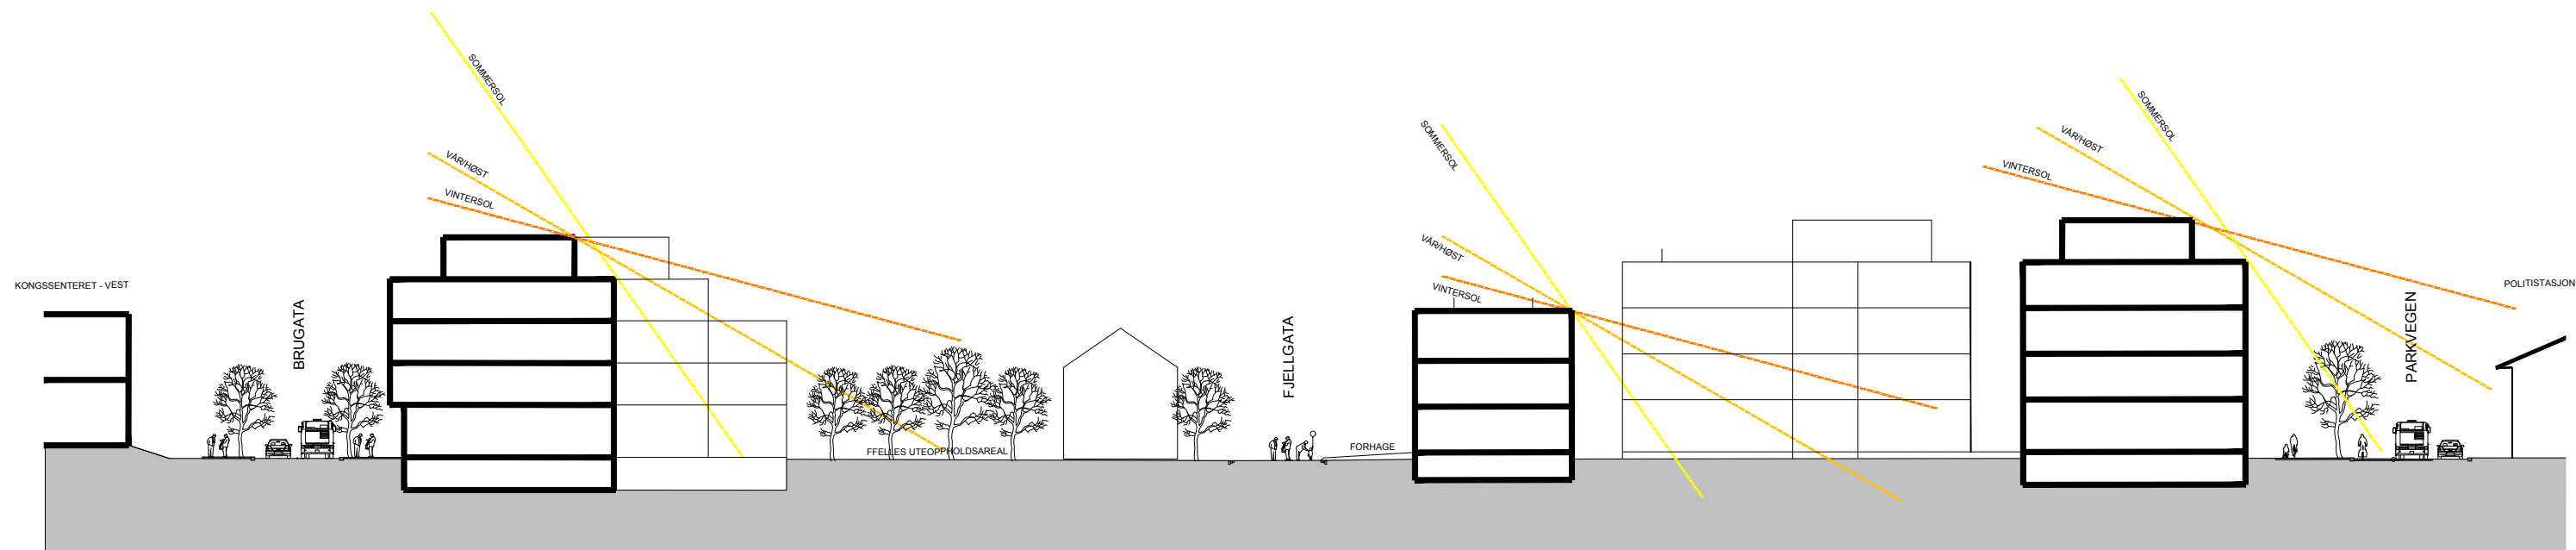 KONGSSENTERET - VEST
BRUGATA
SOMMERSOL
VÅR/HØST
VINTERSOL
FFELLES UTEOPPHOLDSAREAL
FJELLGATA
FORHAGE
SOMMERSOL
VÅR/HØST
VINTERSOL
SOMMERSOL
VÅR/HØST
VINTERSOL
PARKVEGEN
POLITISTASJON